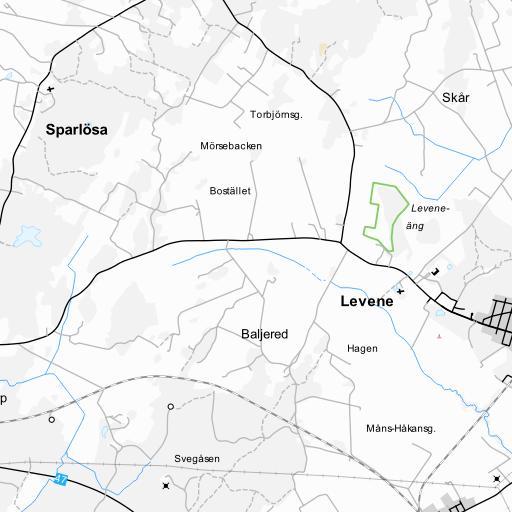 Skår
Torbjörnsg.
Sparlösa
Mörsebacken
Bostället
Levene-
äng
Levene
Baljered
Hagen
p
Måns-Håkansg.
Svegåsen
47